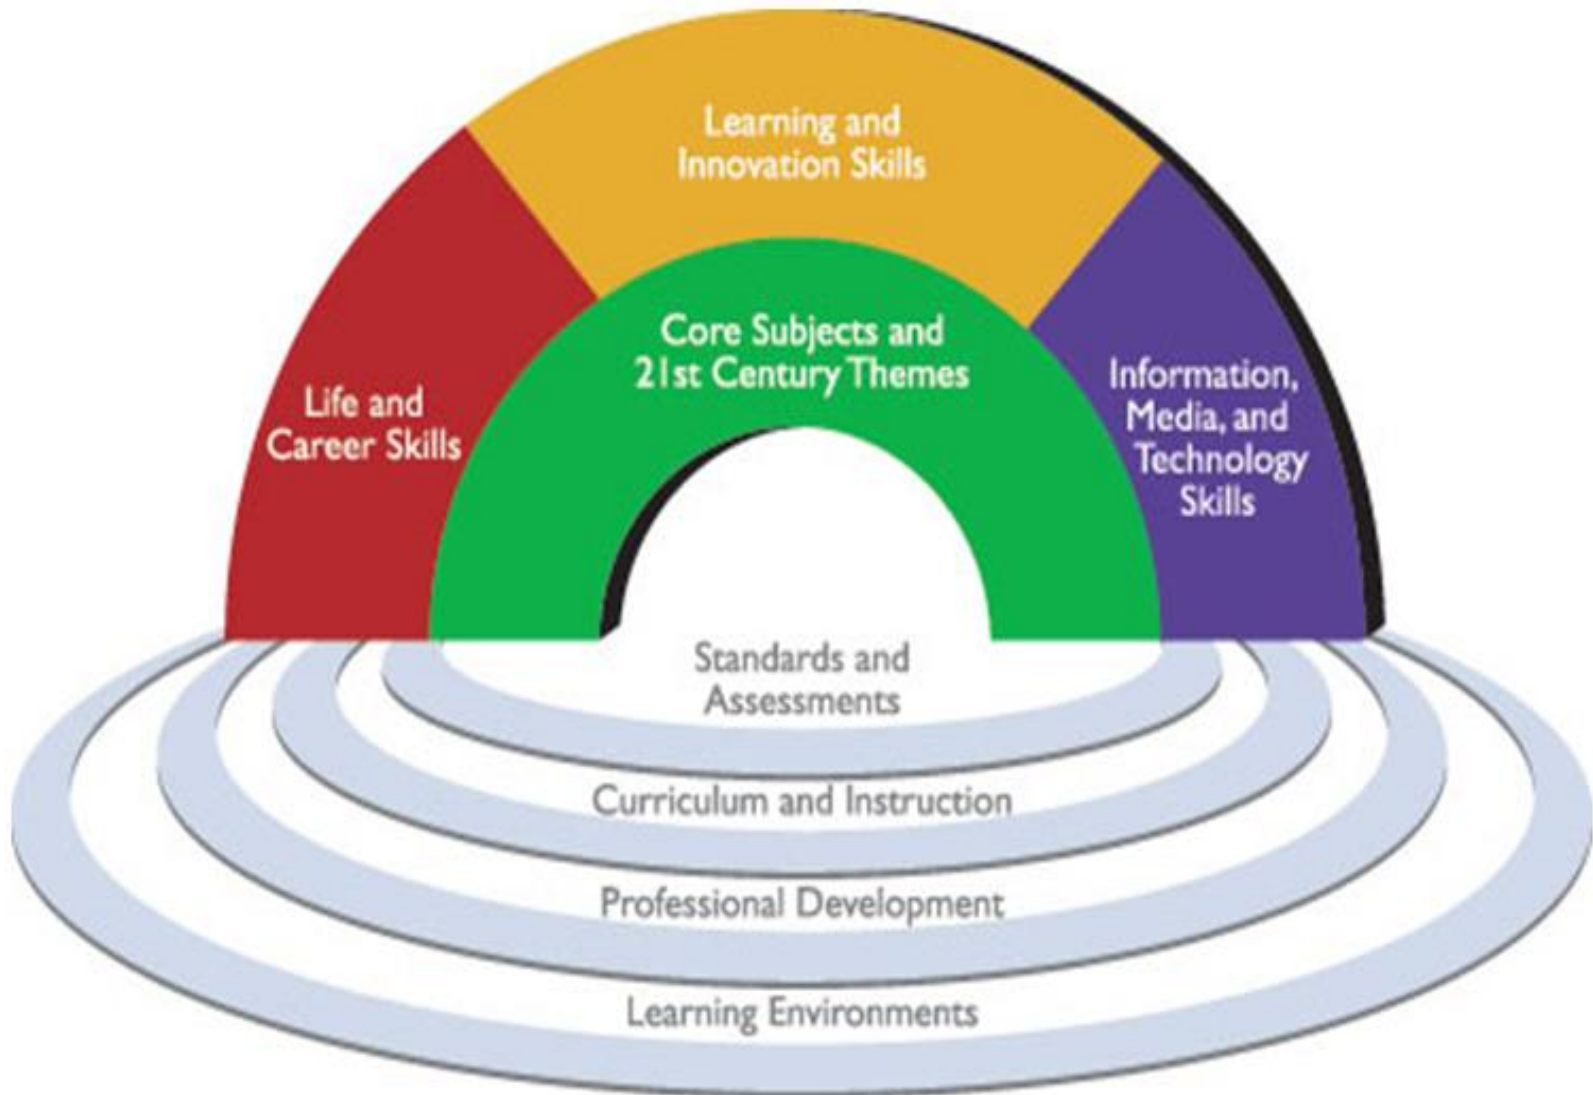 Learning and
Innovation Skills
Core Subjects and
21st Century Themes
Life and
Career Skills
Information,
Media, and
Technology
Skills
Standards and
Assessments
Curriculum and Instruction
Professional Development
Learning Environments